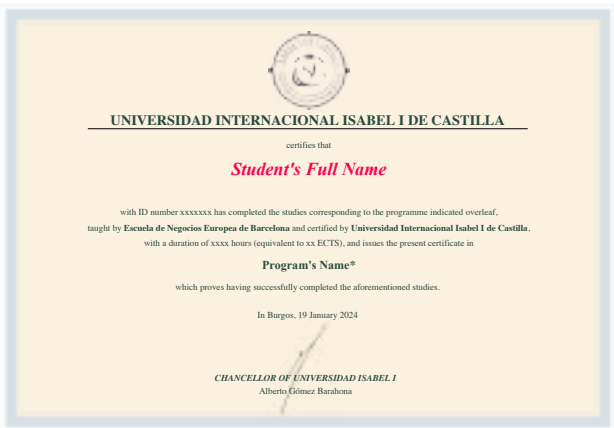 UNIVERSIDAD INTERNACIONAL ISABEL I DE CASTILLA
certifies that
Student's Full Name
with ID number xxxxxxx has completed the studies corresponding to the programme indicated overleaf,
taught by Escuela de Negocios Europea de Barcelona and certified by Universidad Internacional Isabel I de Castilla,
with a duration of xxxx hours (equivalent to xx ECTS), and issues the present certificate in
Program's Name*
which proves having successfully completed the aforementioned studies.
In Burgos, 19 January 2024
CHANCELLOR OF UNIVERSIDAD ISABEL I
Alberto Gómez Barahona